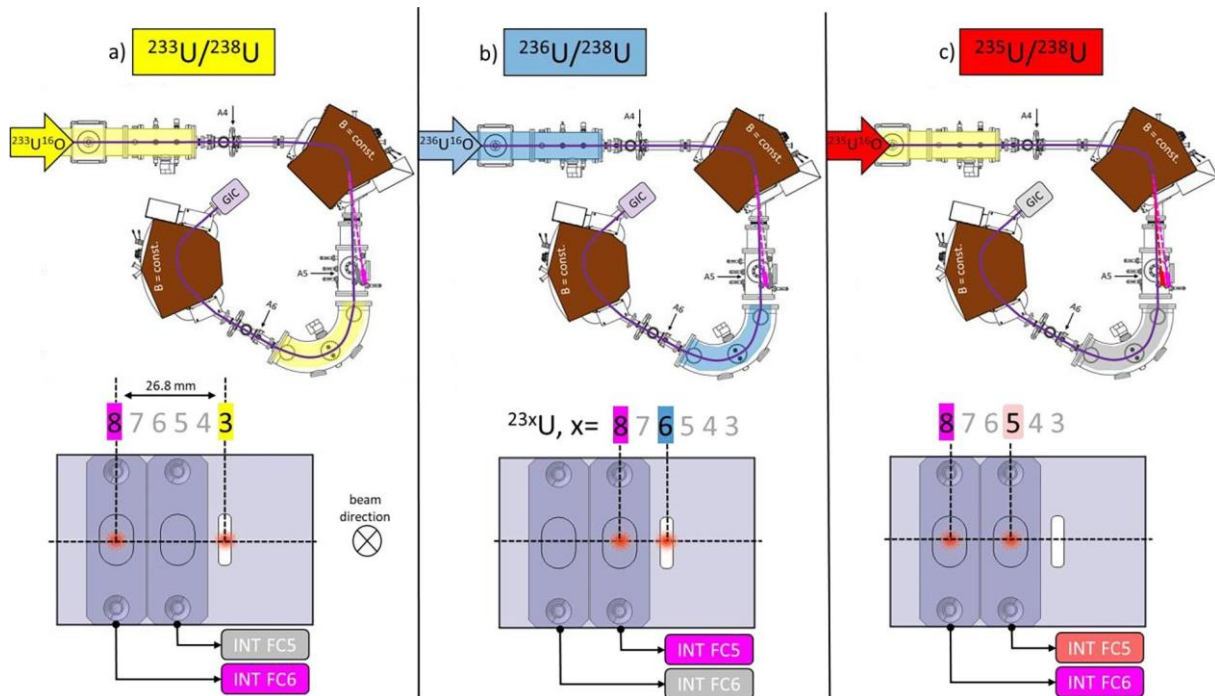 a) ²³³U/²³⁸U
²³³U¹⁶O
A4
B = const.
GIC
B = const.
A5
A6
26.8 mm
8 7 6 5 4 3
beam
direction
INT FC5
INT FC6
b) ²³⁶U/²³⁸U
²³⁶U¹⁶O
A4
B = const.
GIC
B = const.
A5
A6
²³ˣU, x= 8 7 6 5 4 3
INT FC5
INT FC6
c) ²³⁵U/²³⁸U
²³⁵U¹⁶O
A4
B = const.
GIC
B = const.
A5
A6
8 7 6 5 4 3
INT FC5
INT FC6